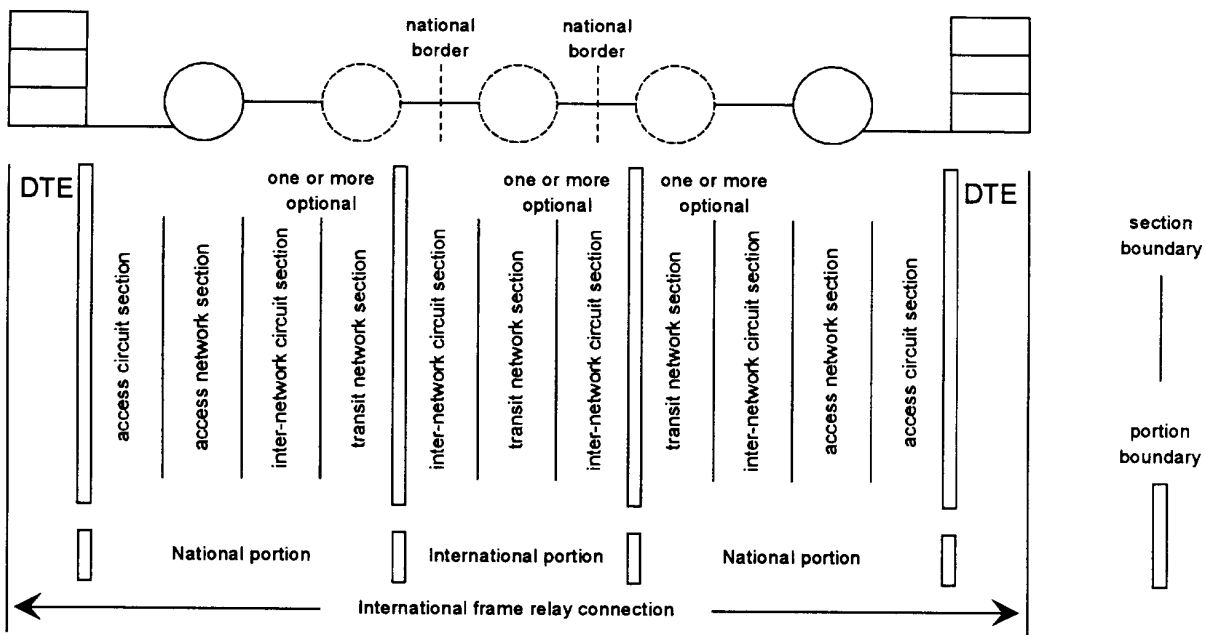 national
border
national
border
DTE
one or more
optional
one or more
optional
one or more
optional
DTE
access circuit section
access network section
inter-network circuit section
transit network section
inter-network circuit section
transit network section
inter-network circuit section
transit network section
inter-network circuit section
access network section
access circuit section
section
boundary
portion
boundary
National portion
International portion
National portion
International frame relay connection